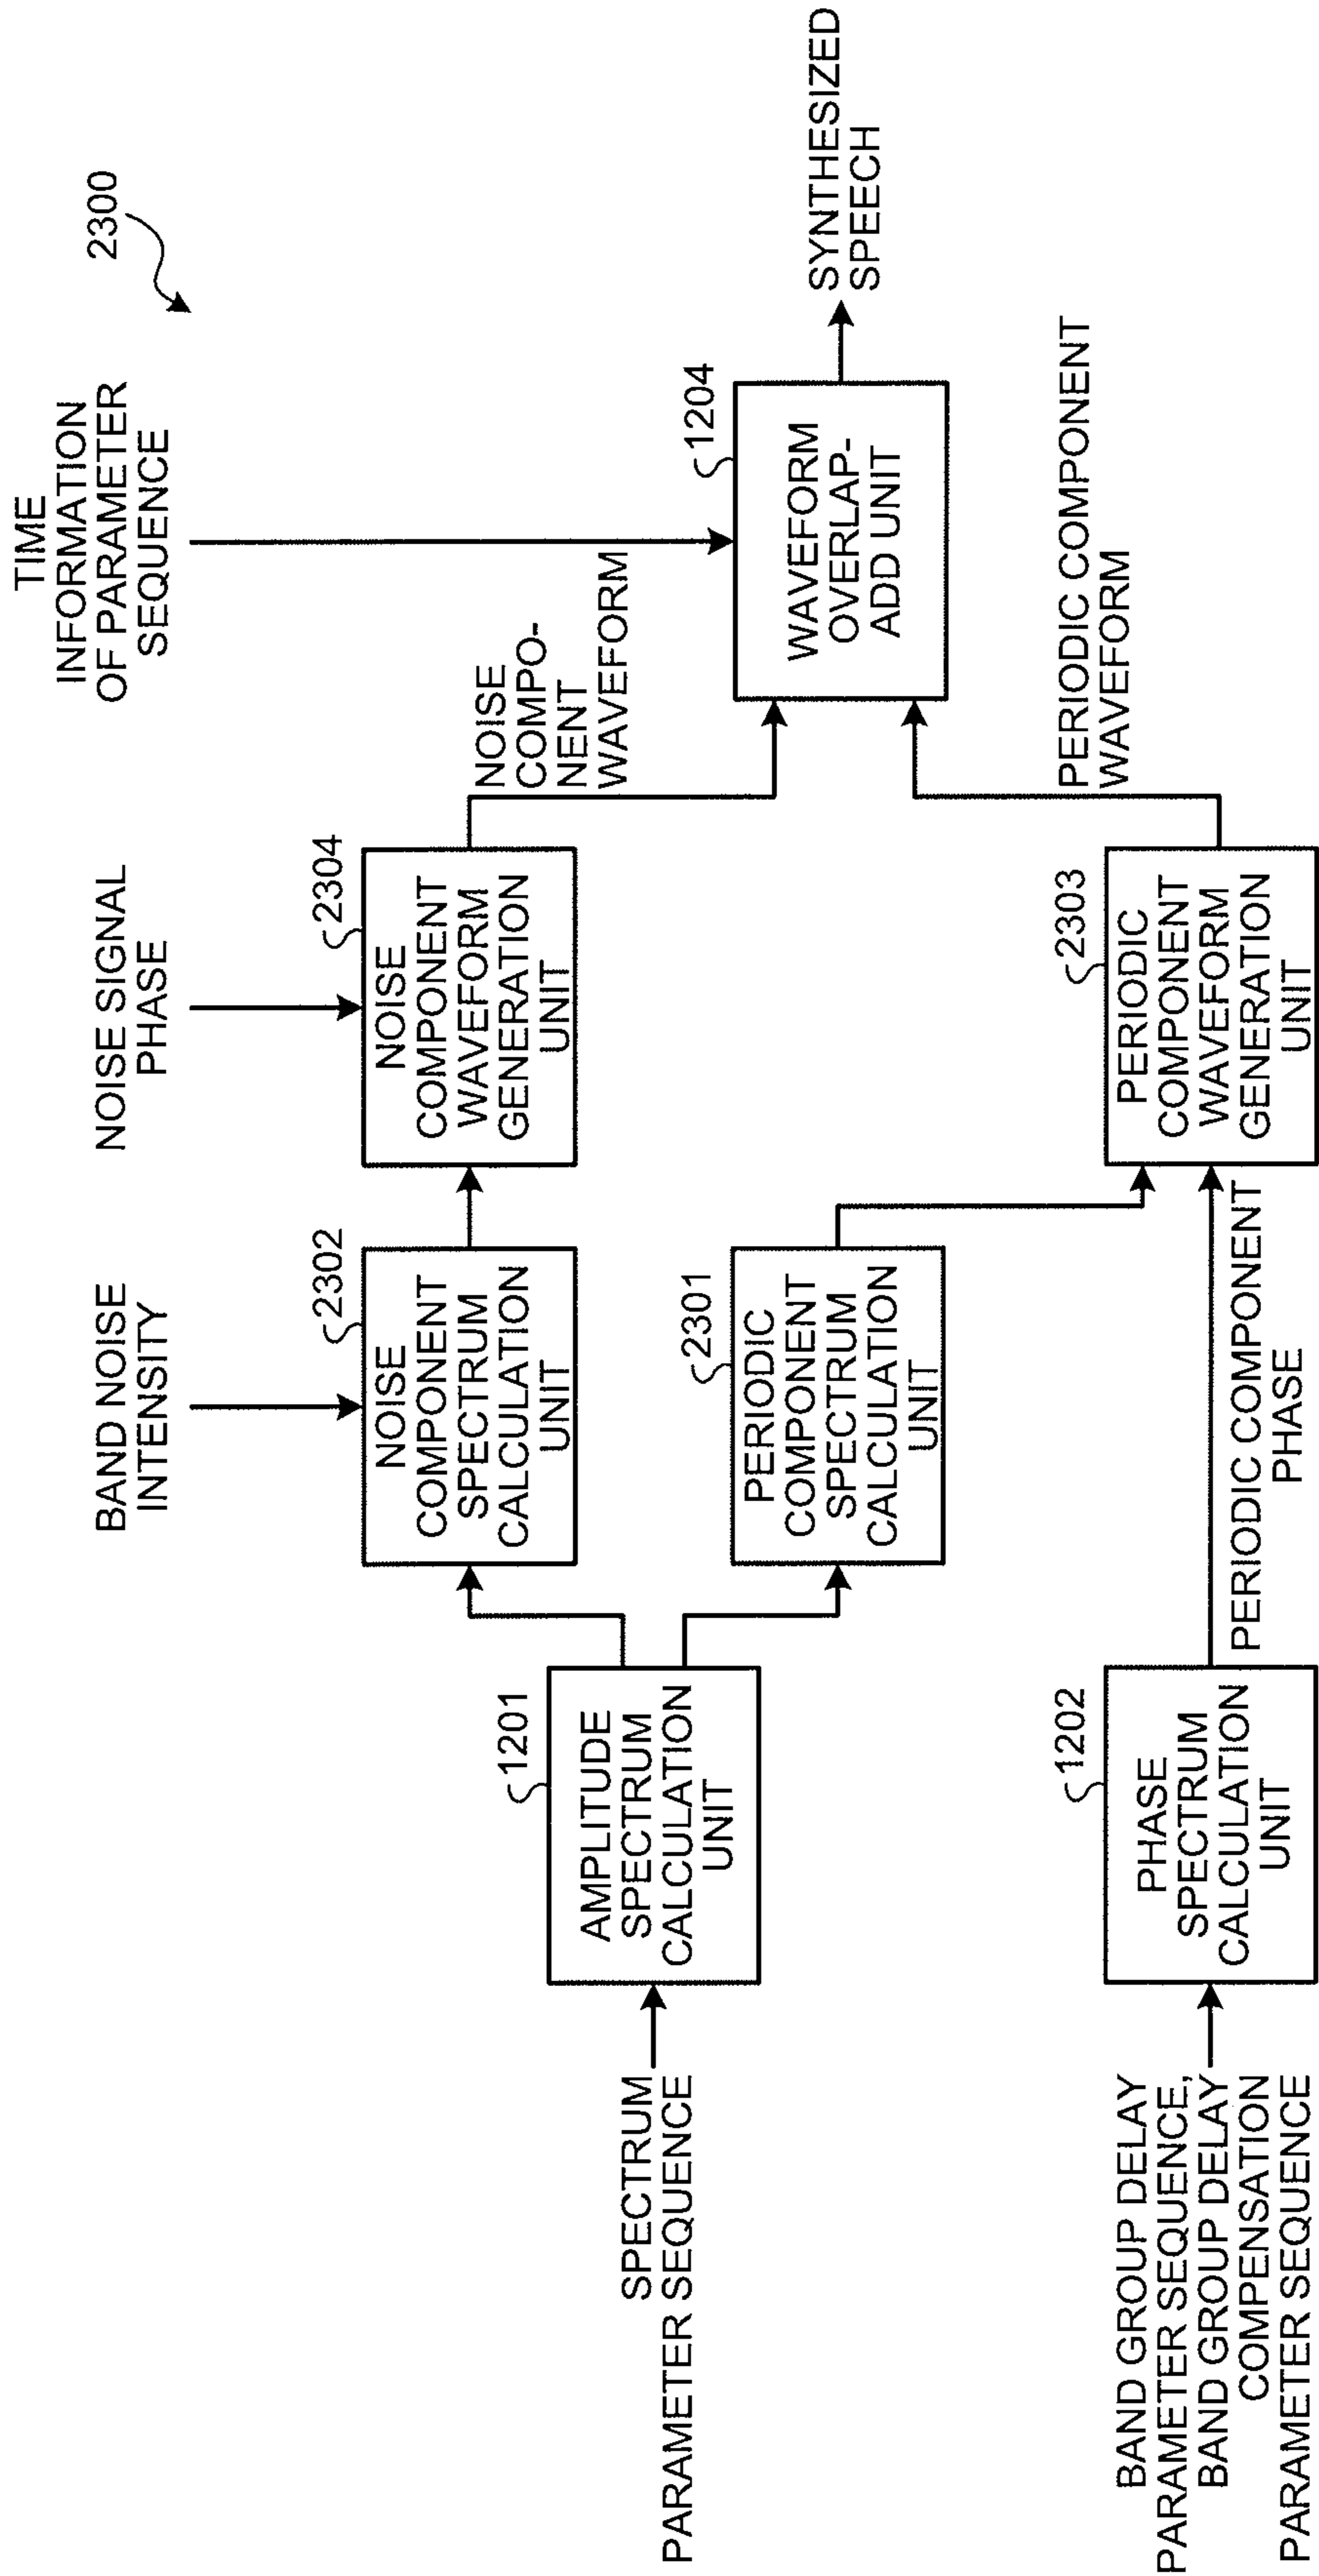 2300
TIME
INFORMATION
OF PARAMETER
SEQUENCE
NOISE SIGNAL
PHASE
BAND NOISE
INTENSITY
2302
NOISE
COMPONENT
SPECTRUM
CALCULATION
UNIT
2304
NOISE
COMPONENT
WAVEFORM
GENERATION
UNIT
NOISE
COMPO-
NENT
WAVEFORM
1201
AMPLITUDE
SPECTRUM
CALCULATION
UNIT
SPECTRUM
PARAMETER SEQUENCE
2301
PERIODIC
COMPONENT
SPECTRUM
CALCULATION
UNIT
1204
WAVEFORM
OVERLAP-
ADD UNIT
SYNTHESIZED
SPEECH
PERIODIC COMPONENT
WAVEFORM
BAND GROUP DELAY
PARAMETER SEQUENCE,
BAND GROUP DELAY
COMPENSATION
PARAMETER SEQUENCE
1202
PHASE
SPECTRUM
CALCULATION
UNIT
PERIODIC COMPONENT
PHASE
2303
PERIODIC
COMPONENT
WAVEFORM
GENERATION
UNIT